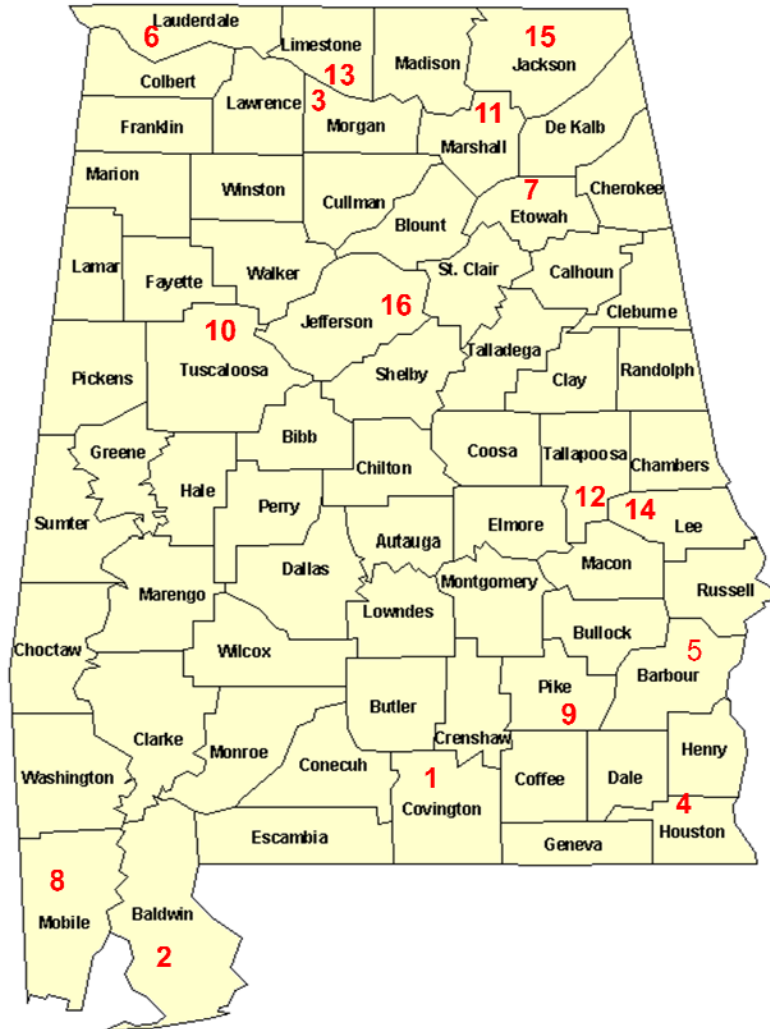 Lauderdale
6
Limestone
15
Madison
Jackson
Colbert
13
Lawrence
3
11
Franklin
Morgan
De Kalb
Marshall
Marion
Winston
7
Cherokee
Cullman
Etowah
Blount
Lamar
Walker
St. Clair
Calhoun
Fayette
16
Cleburne
10
Jefferson
Talladega
Tuscaloosa
Shelby
Pickens
Clay
Randolph
Bibb
Greene
Coosa
Tallapoosa
Chilton
Chambers
Hale
12
Perry
14
Sumter
Elmore
Lee
Autauga
Macon
Dallas
Montgomery
Marengo
Russell
Lowndes
Bullock
Choctaw
Wilcox
5
Barbour
Pike
Butler
9
Clarke
Crenshaw
Monroe
Henry
Conecuh
Washington
1
Coffee
Dale
Covington
4
Houston
Escambia
Geneva
8
Baldwin
Mobile
2